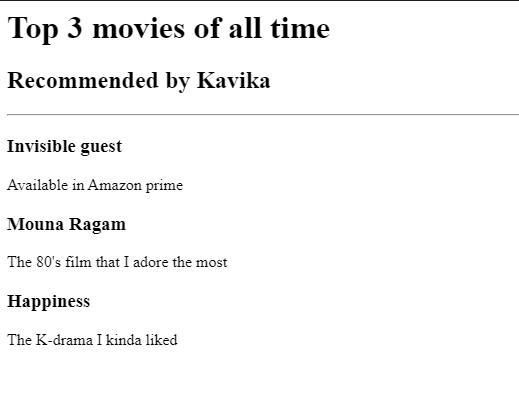 Top 3 movies of all time
Recommended by Kavika
Invisible guest
Available in Amazon prime
Mouna Ragam
The 80's film that I adore the most
Happiness
The K-drama I kinda liked